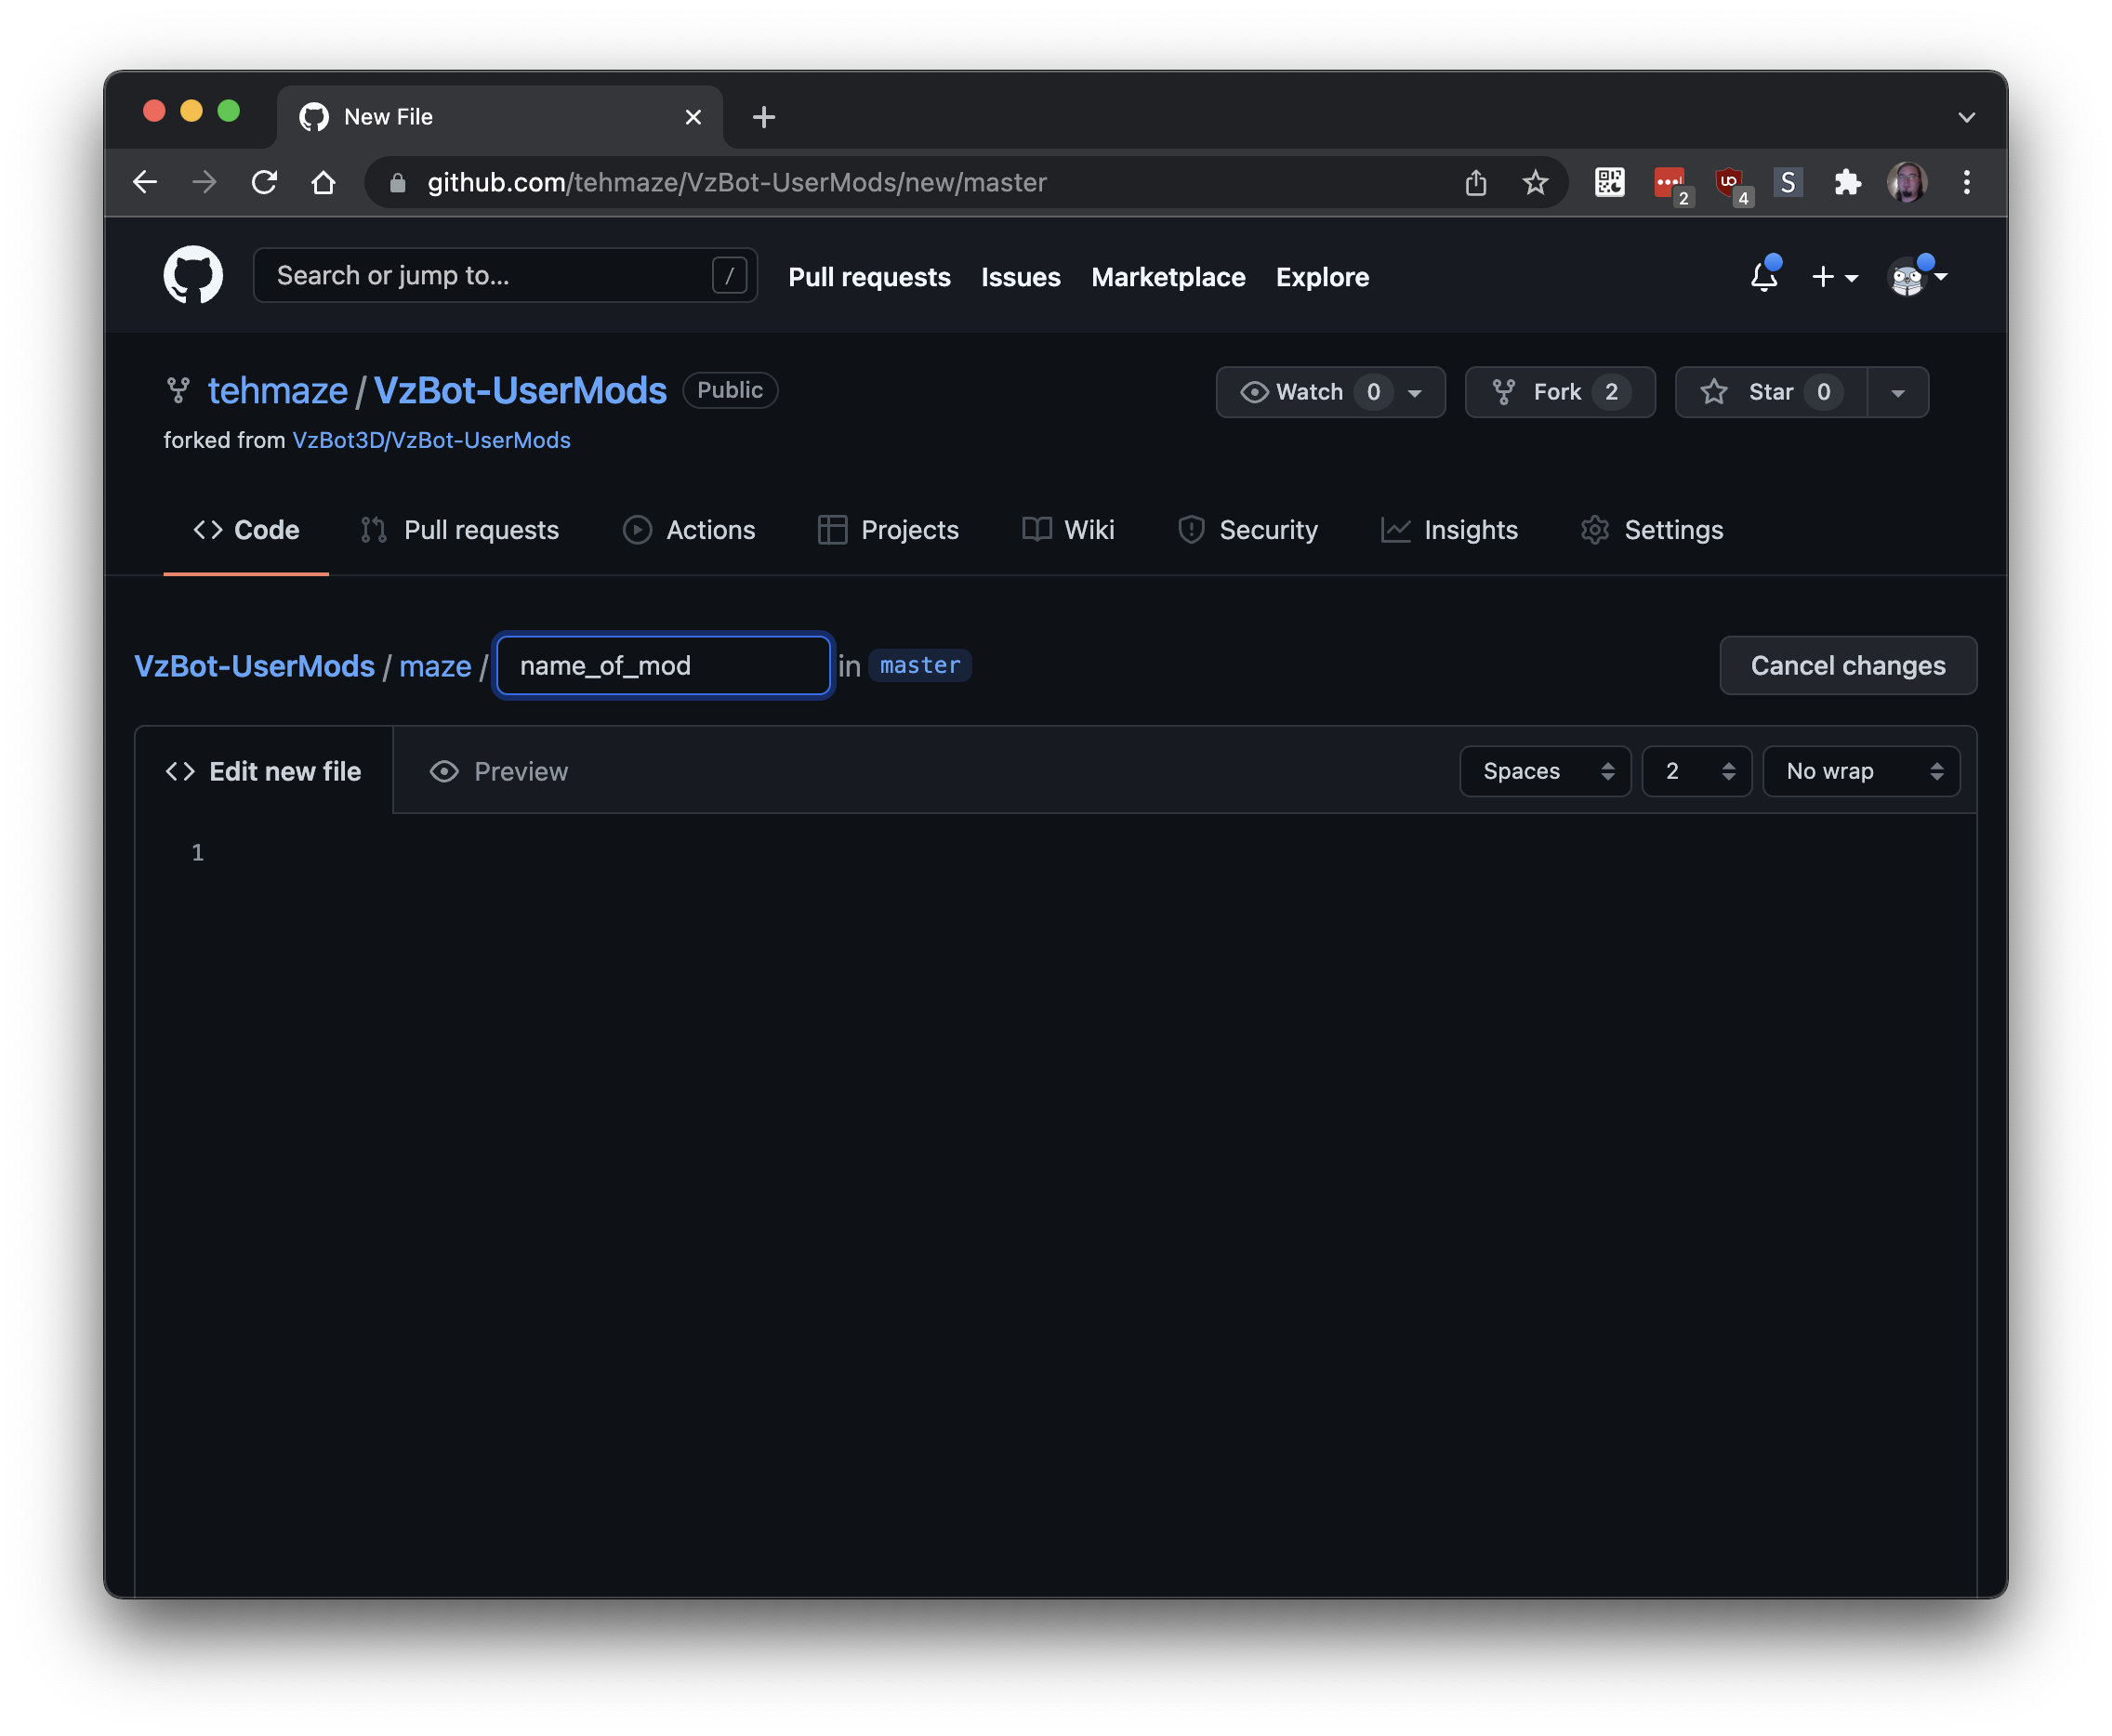 New File
github.com/tehmaze/VzBot-UserMods/new/master
2
4
S
Search or jump to...
/
Pull requests
Issues
Marketplace
Explore
tehmaze / VzBot-UserMods
Public
Watch 0
Fork 2
Star 0
forked from VzBot3D/VzBot-UserMods
Code
Pull requests
Actions
Projects
Wiki
Security
Insights
Settings
VzBot-UserMods / maze / name_of_mod in master
Cancel changes
Edit new file
Preview
Spaces
2
No wrap
1